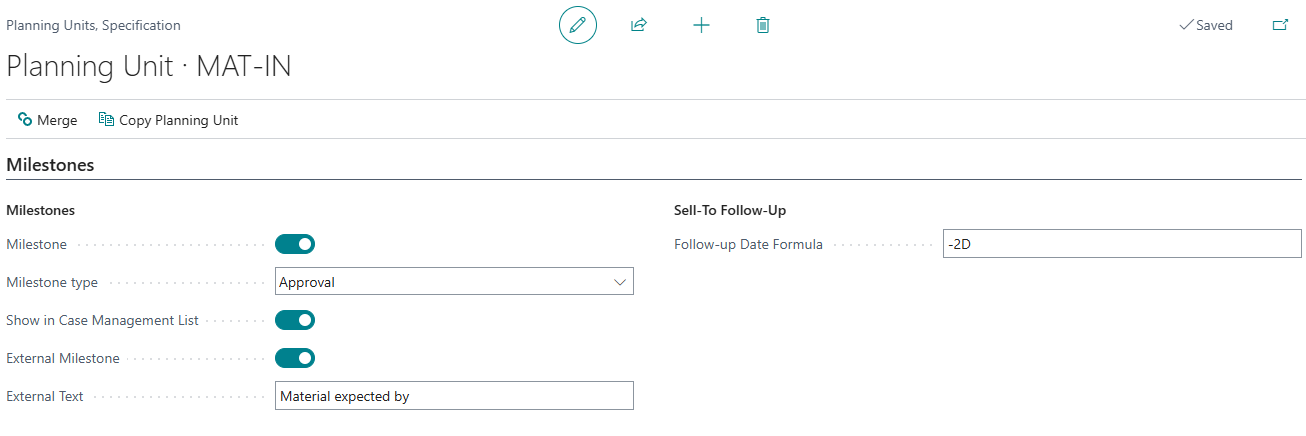 Planning Units, Specification
Saved
Planning Unit · MAT-IN
Merge Copy Planning Unit
Milestones
Milestones
Milestone
Milestone type Approval
Show in Case Management List
External Milestone
External Text Material expected by
Sell-To Follow-Up
Follow-up Date Formula -2D